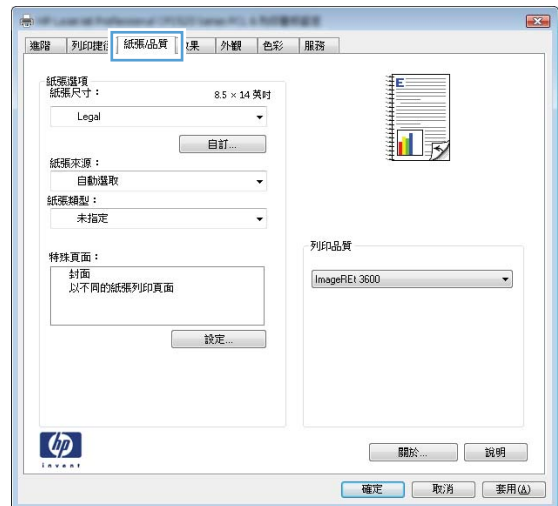 進階 列印捷徑 紙張/品質 效果 外觀 色彩 服務
紙張選項
紙張尺寸： 8.5 × 14 英吋
Legal
自訂...
紙張來源：
自動選取
紙張類型：
未指定
特殊頁面：
封面
以不同的紙張列印頁面
設定...
E
列印品質
ImageREt 3600
hp
invent
關於... 說明
確定 取消 套用(A)